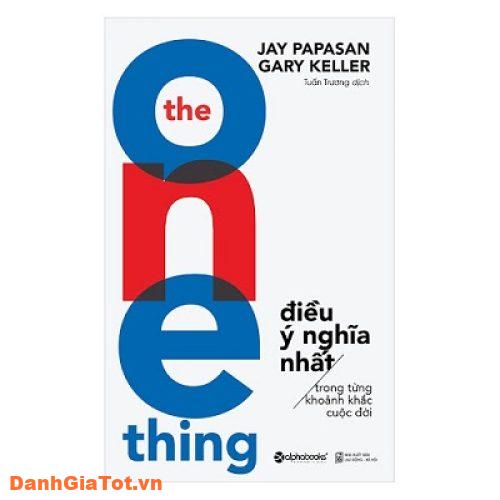 JAY PAPASAN
GARY KELLER
Tuấn Trương dịch
the
one
thing
điều
ý nghĩa
nhất
trong từng
khoảnh khắc
cuộc đời
alphabooks
DanhGiaTot.vn